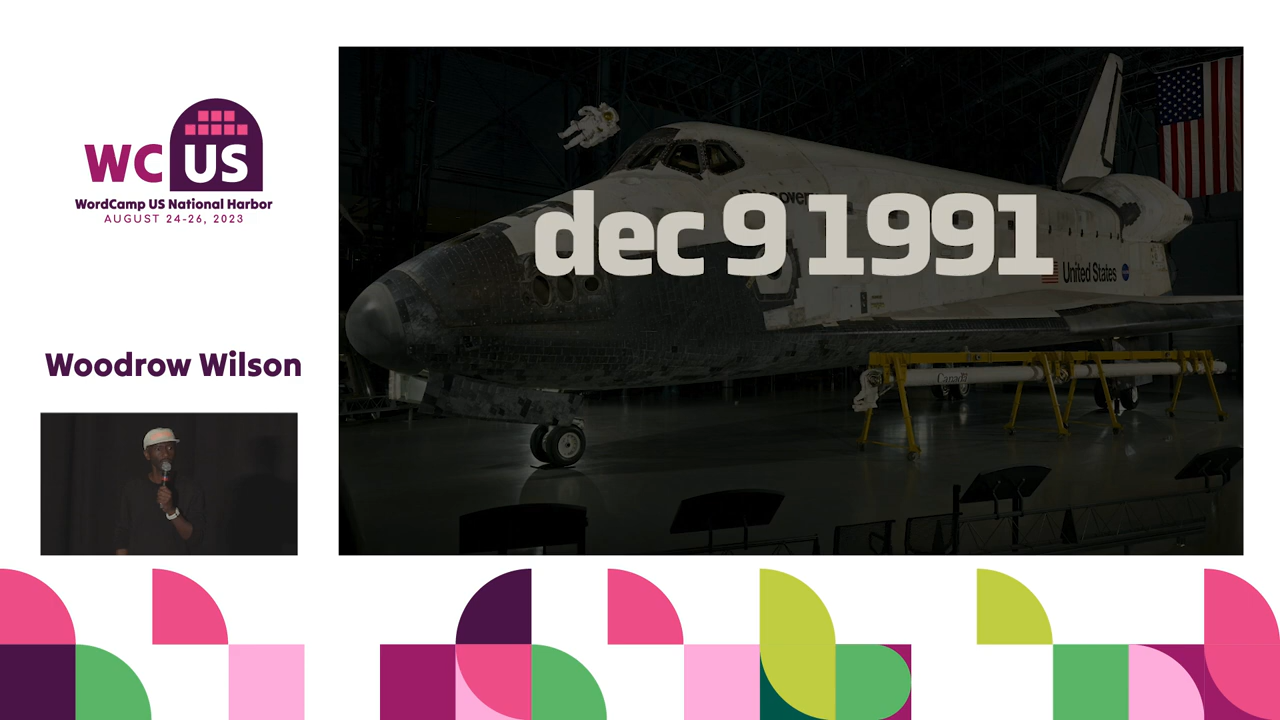 WC US
WordCamp US National Harbor
AUGUST 24-26, 2023
Woodrow Wilson
Discovery
dec 9 1991
United States
Canada